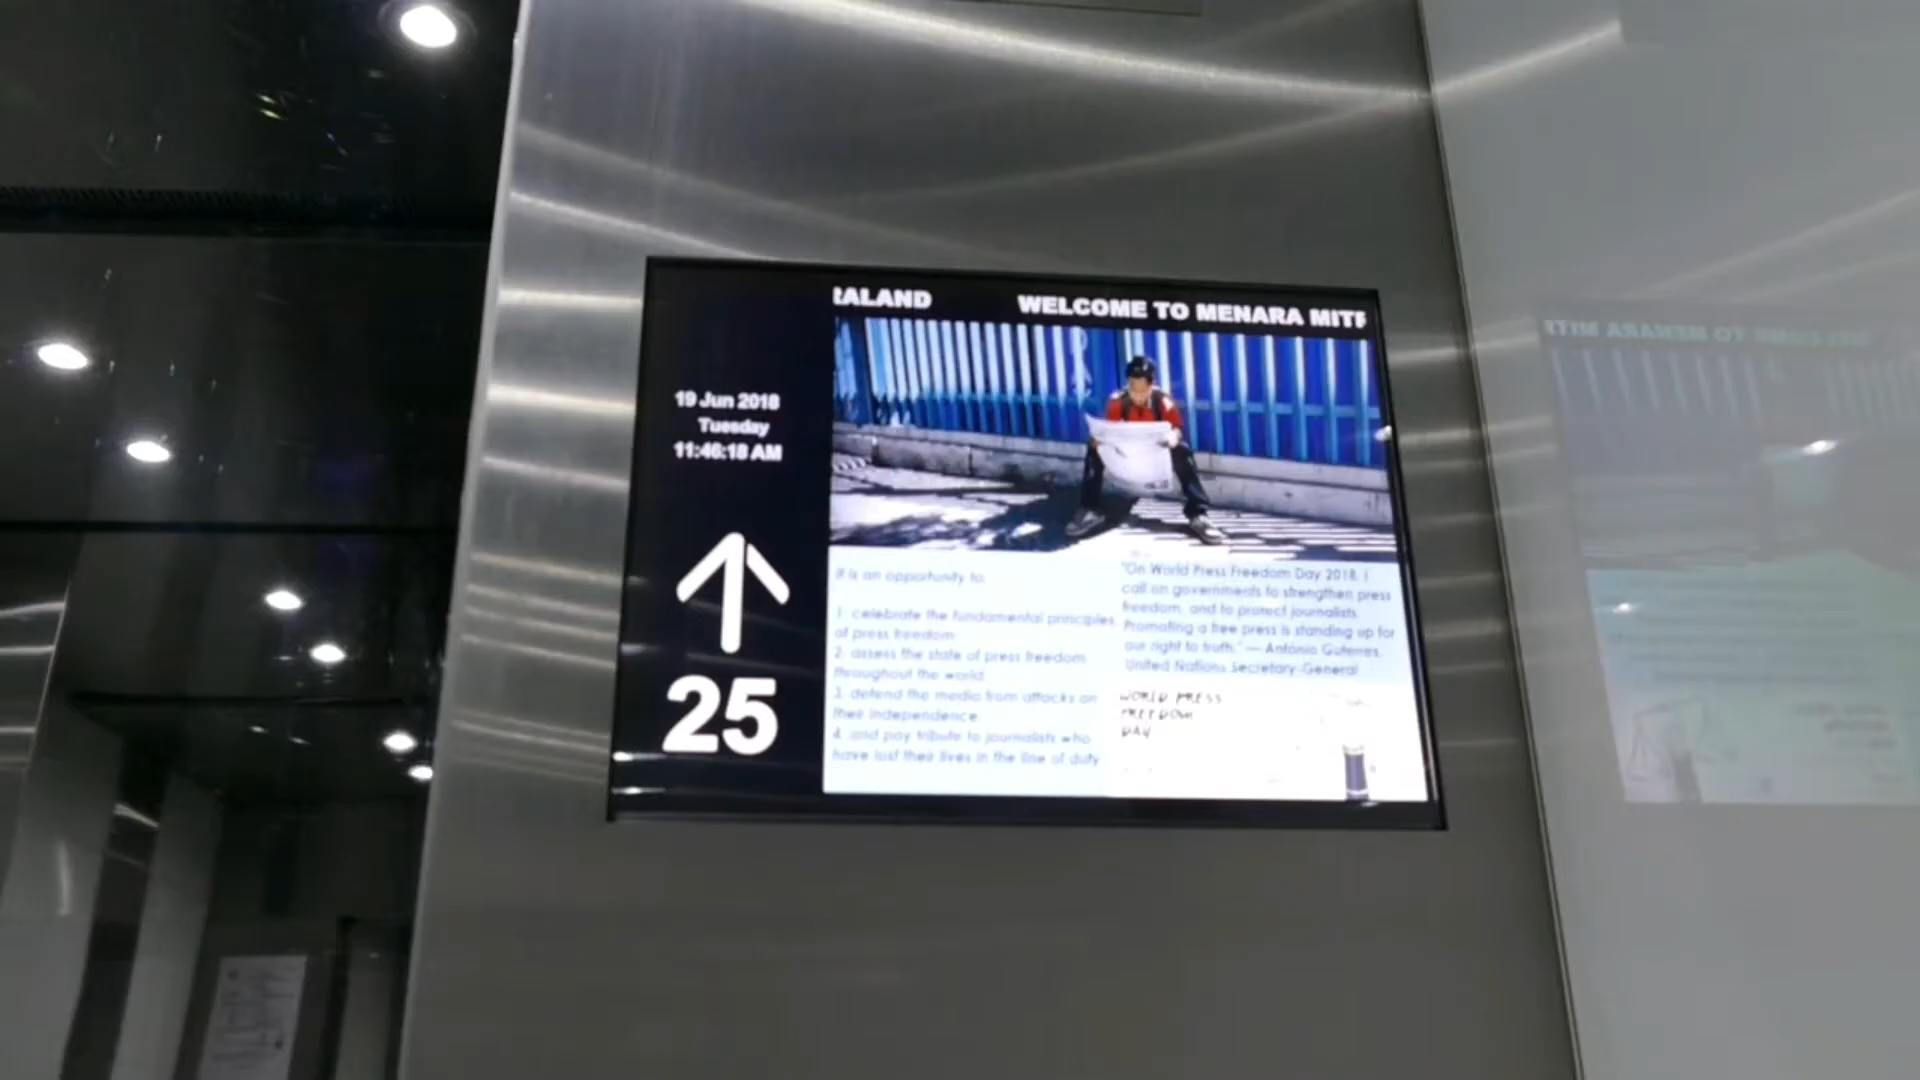 RALAND WELCOME TO MENARA MITR
19 Jun 2018
Tuesday
11:46:18 AM
25
It is an opportunity to:
1. celebrate the fundamental principles
of press freedom
2. assess the state of press freedom
throughout the world
3. defend the media from attacks on
their independence
4. and pay tribute to journalists who
have lost their lives in the line of duty
"On World Press Freedom Day 2018, I
call on governments to strengthen press
freedom, and to protect journalists.
Promoting a free press is standing up for
our right to truth." — António Guterres,
United Nations Secretary-General
WORLD PRESS
FREEDOM
DAY